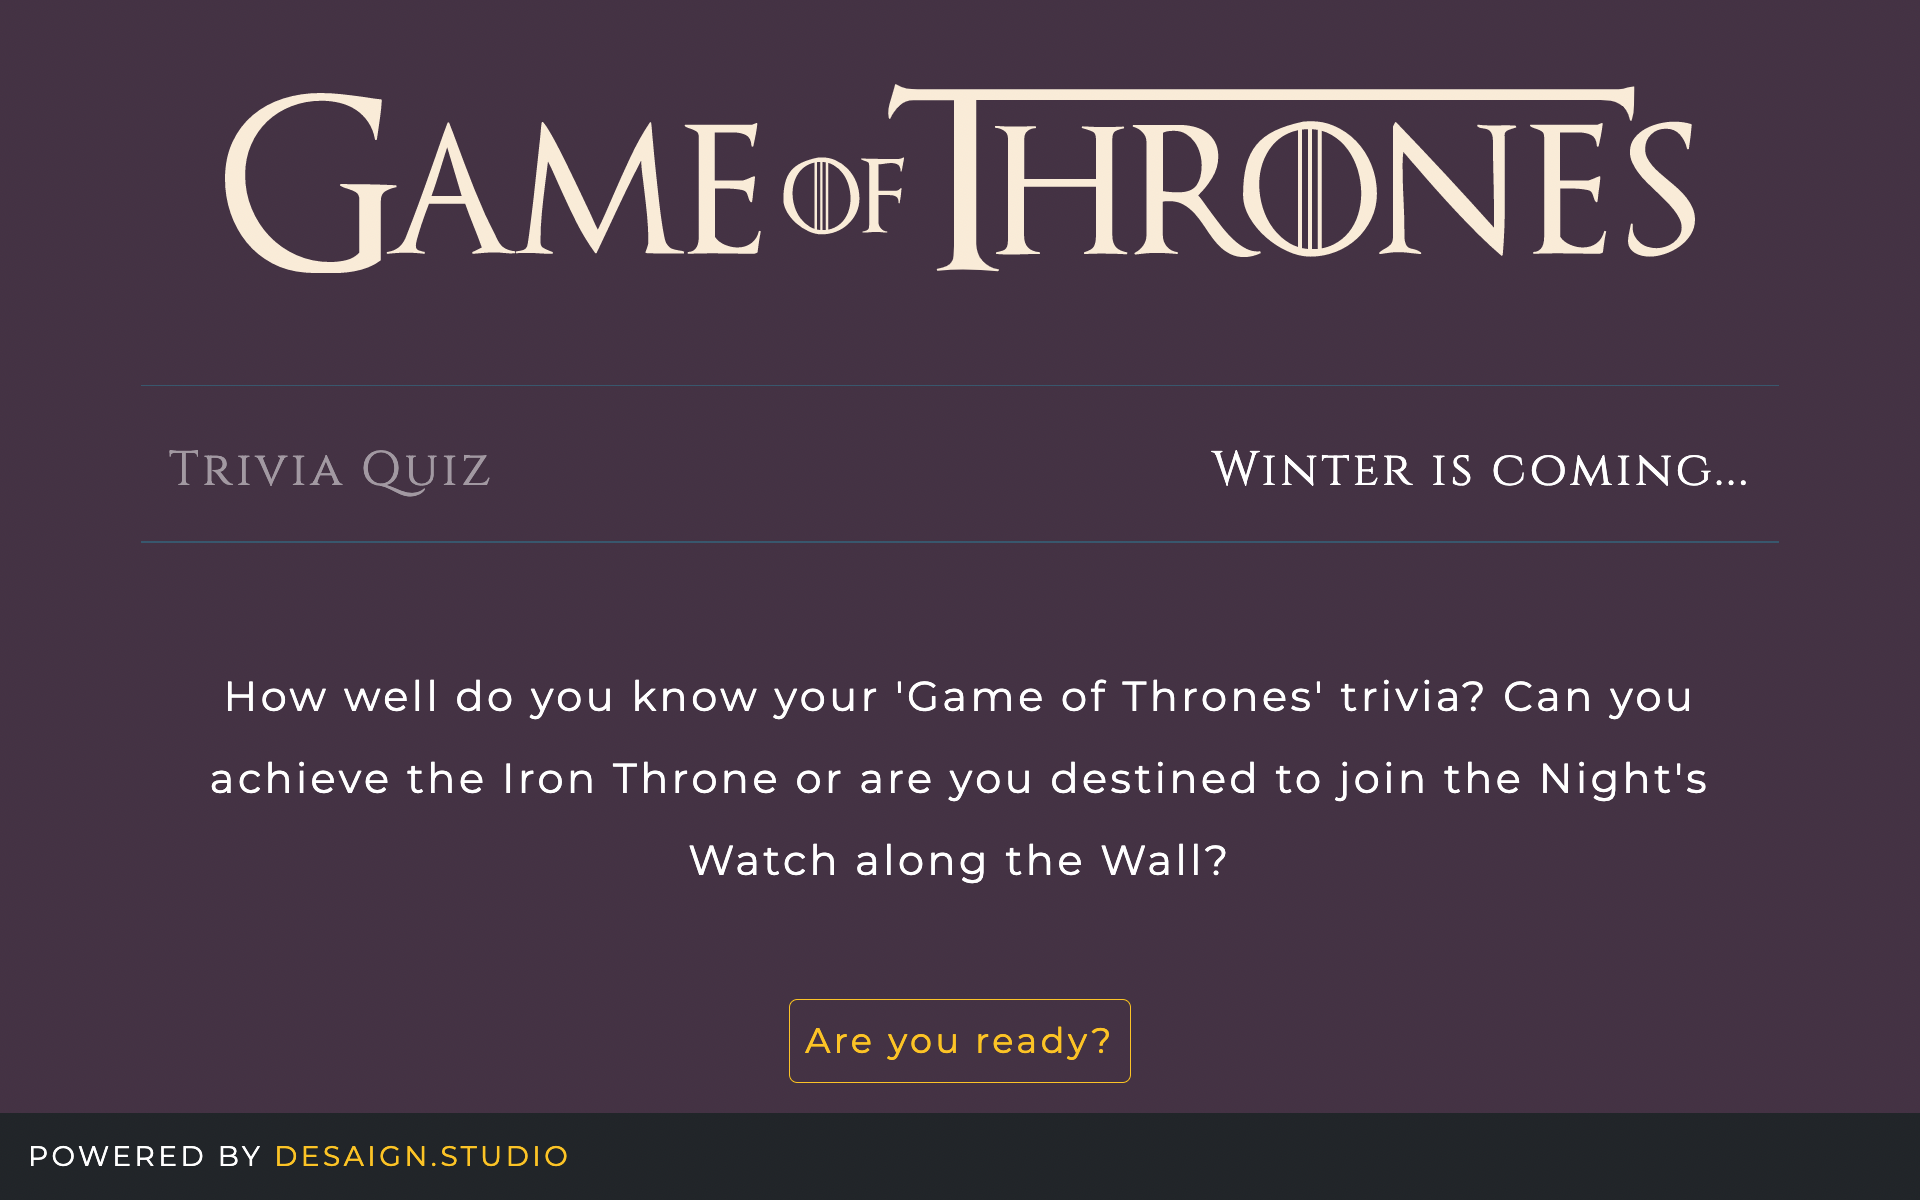 Game of Thrones
Trivia Quiz
Winter is coming...
How well do you know your 'Game of Thrones' trivia? Can you
achieve the Iron Throne or are you destined to join the Night's
Watch along the Wall?
Are you ready?
POWERED BY DESAIGN.STUDIO